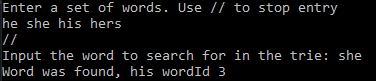 Enter a set of words. Use // to stop entry
he she his hers
//
Input the word to search for in the trie: she
Word was found, his wordId 3